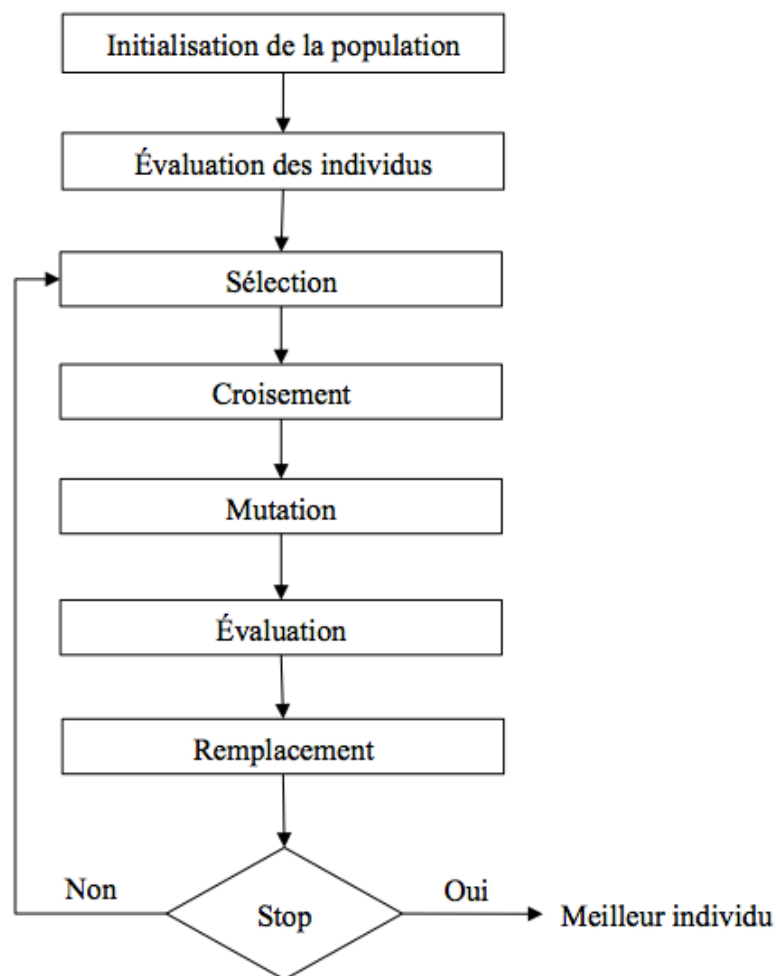 Initialisation de la population
Évaluation des individus
Sélection
Croisement
Mutation
Évaluation
Remplacement
Non
Stop
Oui
Meilleur individu